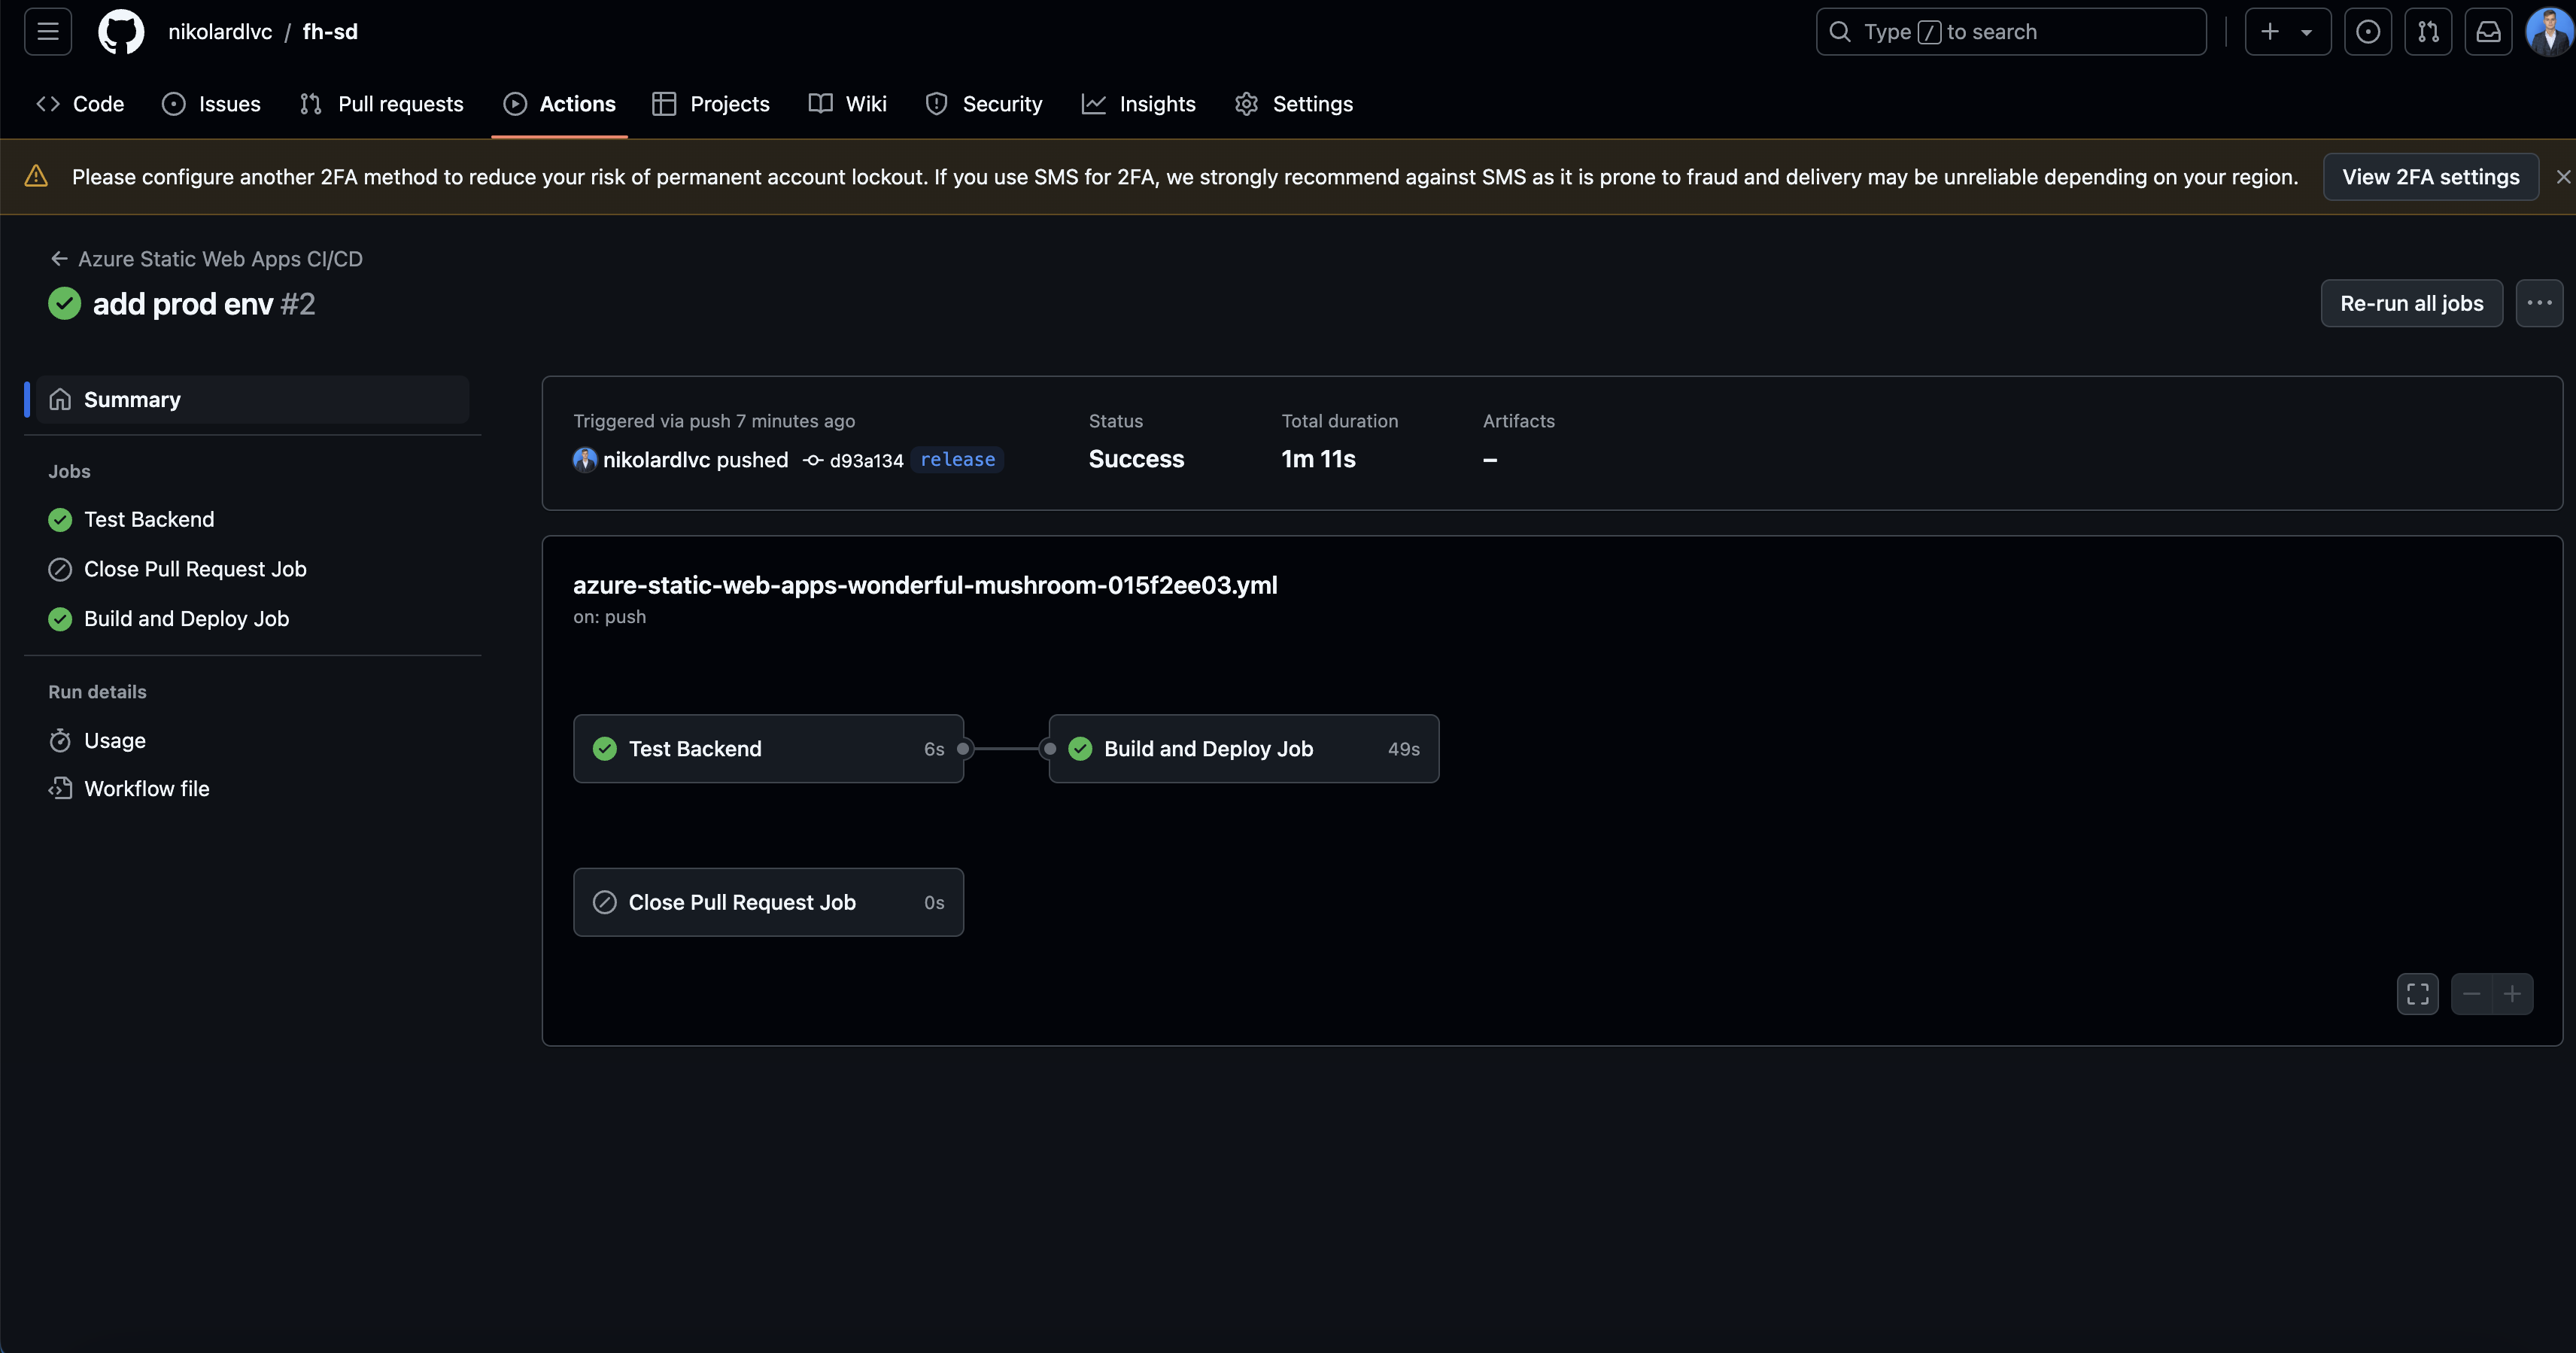 nikolardlvc / fh-sd
Type / to search
Code
Issues
Pull requests
Actions
Projects
Wiki
Security
Insights
Settings
Please configure another 2FA method to reduce your risk of permanent account lockout. If you use SMS for 2FA, we strongly recommend against SMS as it is prone to fraud and delivery may be unreliable depending on your region.
View 2FA settings
Azure Static Web Apps CI/CD
add prod env #2
Re-run all jobs
Summary
Jobs
Test Backend
Close Pull Request Job
Build and Deploy Job
Run details
Usage
Workflow file
Triggered via push 7 minutes ago
nikolardlvc pushed d93a134 release
Status
Success
Total duration
1m 11s
Artifacts
–
azure-static-web-apps-wonderful-mushroom-015f2ee03.yml
on: push
Test Backend 6s
Build and Deploy Job 49s
Close Pull Request Job 0s